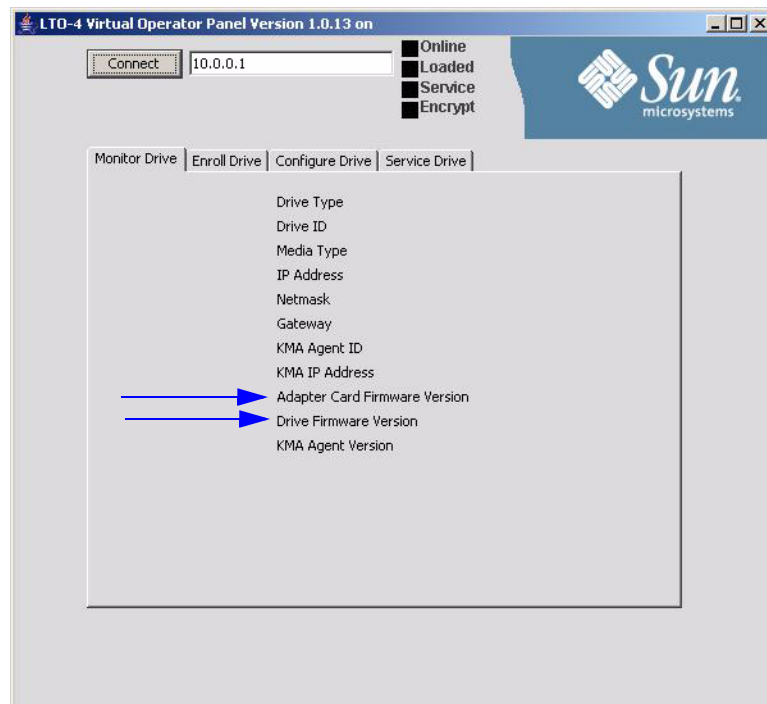 LTO-4 Virtual Operator Panel Version 1.0.13 on
Connect 10.0.0.1
Online
Loaded
Service
Encrypt
Sun
microsystems
Monitor Drive Enroll Drive Configure Drive Service Drive
Drive Type
Drive ID
Media Type
IP Address
Netmask
Gateway
KMA Agent ID
KMA IP Address
Adapter Card Firmware Version
Drive Firmware Version
KMA Agent Version